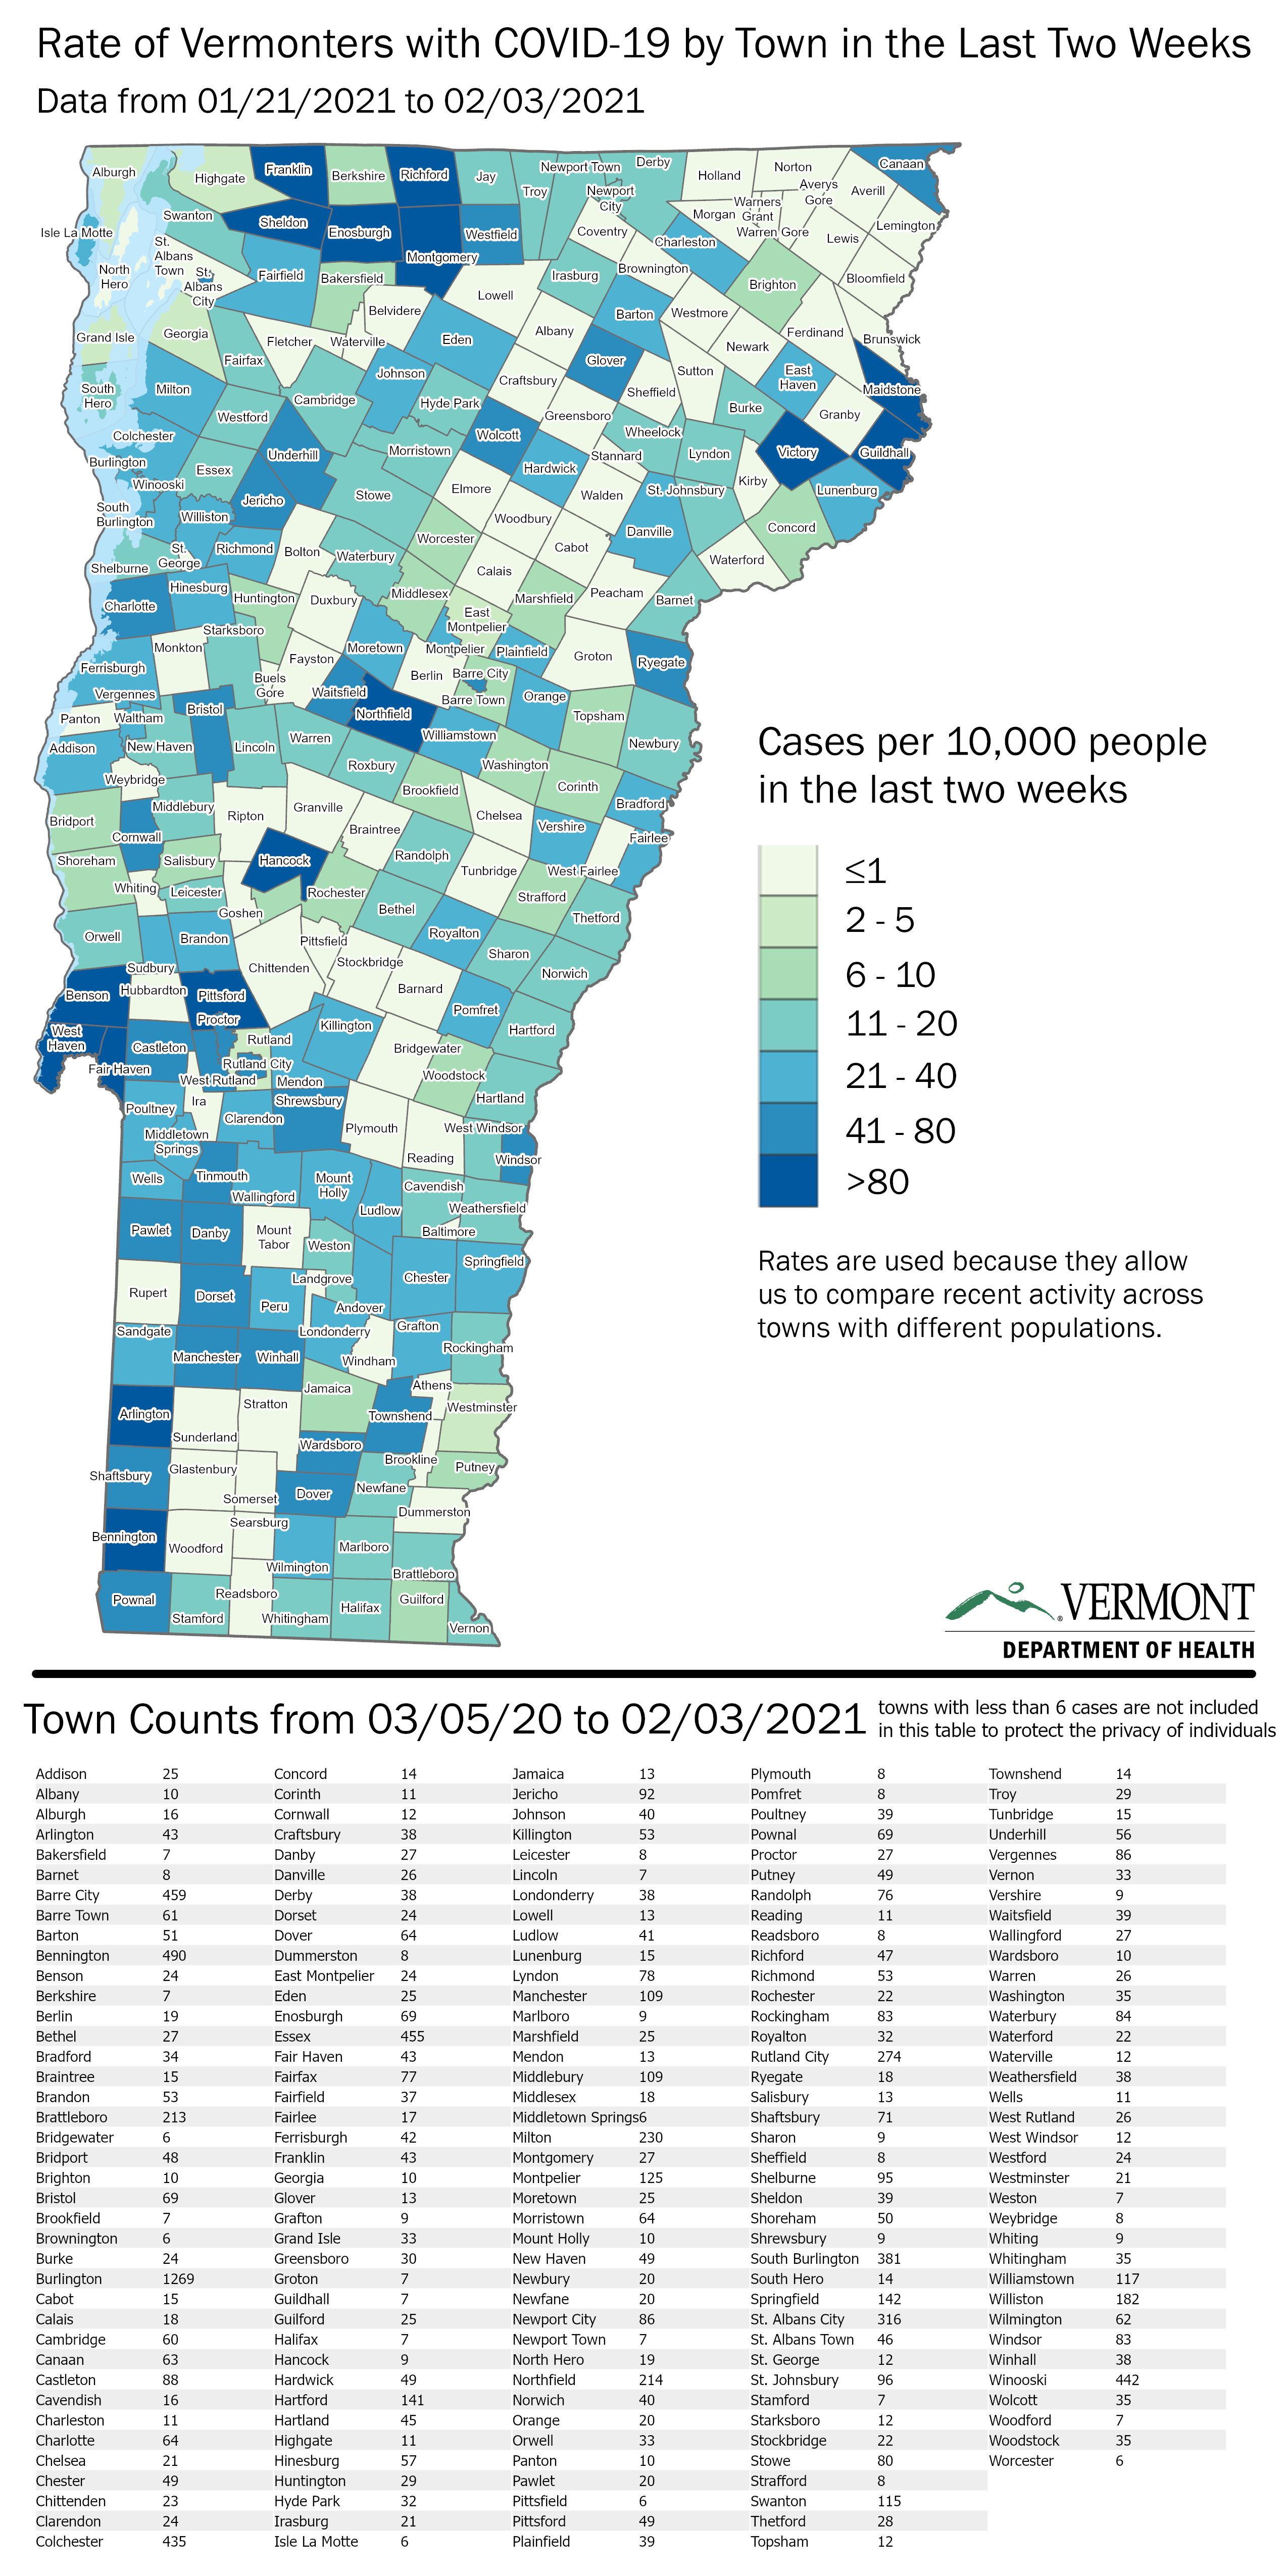 Rate of Vermonters with COVID-19 by Town in the Last Two Weeks
Data from 01/21/2021 to 02/03/2021
Alburgh
Highgate
Franklin
Berkshire
Richford
Jay
Newport Town
Derby
Holland
Norton
Canaan
Troy
Newport
City
Averys
Gore
Averill
Warners
Grant
Morgan
Warren Gore
Lemington
Lewis
Isle La Motte
Swanton
Sheldon
Enosburgh
Westfield
Coventry
Charleston
St.
Albans
Town
Montgomery
North
Hero
St.
Albans
City
Fairfield
Bakersfield
Irasburg
Brownington
Brighton
Bloomfield
Lowell
Belvidere
Barton
Westmore
Ferdinand
Brunswick
Grand Isle
Georgia
Fletcher
Waterville
Eden
Albany
Newark
Fairfax
Glover
Sutton
East
Haven
Maidstone
South
Hero
Milton
Johnson
Craftsbury
Sheffield
Cambridge
Hyde Park
Burke
Granby
Westford
Greensboro
Colchester
Wolcott
Wheelock
Underhill
Morristown
Stannard
Lyndon
Victory
Guildhall
Burlington
Essex
Hardwick
Winooski
Jericho
Stowe
Elmore
Walden
St. Johnsbury
Kirby
Lunenburg
South
Burlington
Williston
Woodbury
Danville
Concord
St.
George
Richmond
Bolton
Waterbury
Worcester
Cabot
Waterford
Shelburne
Calais
Hinesburg
Huntington
Duxbury
Middlesex
Marshfield
Peacham
Barnet
Charlotte
East
Montpelier
Starksboro
Monkton
Moretown
Montpelier
Plainfield
Groton
Ryegate
Ferrisburgh
Fayston
Berlin
Barre City
Buels
Gore
Vergennes
Waitsfield
Barre Town
Orange
Bristol
Northfield
Topsham
Panton
Waltham
Williamstown
Addison
New Haven
Lincoln
Warren
Newbury
Roxbury
Washington
Weybridge
Brookfield
Corinth
Middlebury
Ripton
Granville
Chelsea
Bradford
Bridport
Cornwall
Braintree
Vershire
Fairlee
Shoreham
Salisbury
Hancock
Randolph
Tunbridge
West Fairlee
Whiting
Leicester
Rochester
Strafford
Goshen
Bethel
Thetford
Orwell
Brandon
Pittsfield
Royalton
Sharon
Sudbury
Chittenden
Stockbridge
Norwich
Benson
Hubbardton
Pittsford
Barnard
Pomfret
West
Haven
Proctor
Killington
Hartford
Castleton
Rutland
Bridgewater
Fair Haven
Rutland City
West Rutland
Mendon
Woodstock
Ira
Shrewsbury
Hartland
Poultney
Clarendon
Plymouth
West Windsor
Middletown
Springs
Reading
Windsor
Wells
Tinmouth
Mount
Holly
Cavendish
Wallingford
Ludlow
Weathersfield
Pawlet
Danby
Mount
Tabor
Baltimore
Weston
Springfield
Landgrove
Chester
Rupert
Dorset
Peru
Andover
Sandgate
Londonderry
Grafton
Rockingham
Manchester
Winhall
Windham
Jamaica
Athens
Arlington
Stratton
Townshend
Westminster
Sunderland
Wardsboro
Brookline
Shaftsbury
Glastenbury
Putney
Somerset
Dover
Newfane
Searsburg
Dummerston
Bennington
Woodford
Marlboro
Wilmington
Brattleboro
Pownal
Readsboro
Halifax
Guilford
Stamford
Whitingham
Vernon
Cases per 10,000 people
in the last two weeks
≤1
2 - 5
6 - 10
11 - 20
21 - 40
41 - 80
>80
Rates are used because they allow
us to compare recent activity across
towns with different populations.
VERMONT
DEPARTMENT OF HEALTH
Town Counts from 03/05/20 to 02/03/2021
towns with less than 6 cases are not included
in this table to protect the privacy of individuals
Addison 25 Concord 14 Jamaica 13 Plymouth 8 Townshend 14
Albany 10 Corinth 11 Jericho 92 Pomfret 8 Troy 29
Alburgh 16 Cornwall 12 Johnson 40 Poultney 39 Tunbridge 15
Arlington 43 Craftsbury 38 Killington 53 Pownal 69 Underhill 56
Bakersfield 7 Danby 27 Leicester 8 Proctor 27 Vergennes 86
Barnet 8 Danville 26 Lincoln 7 Putney 49 Vernon 33
Barre City 459 Derby 38 Londonderry 38 Randolph 76 Vershire 9
Barre Town 61 Dorset 24 Lowell 13 Reading 11 Waitsfield 39
Barton 51 Dover 64 Ludlow 41 Readsboro 8 Wallingford 27
Bennington 490 Dummerston 8 Lunenburg 15 Richford 47 Wardsboro 10
Benson 24 East Montpelier 24 Lyndon 78 Richmond 53 Warren 26
Berkshire 7 Eden 25 Manchester 109 Rochester 22 Washington 35
Berlin 19 Enosburgh 69 Marlboro 9 Rockingham 83 Waterbury 84
Bethel 27 Essex 455 Marshfield 25 Royalton 32 Waterford 22
Bradford 34 Fair Haven 43 Mendon 13 Rutland City 274 Waterville 12
Braintree 15 Fairfax 77 Middlebury 109 Ryegate 18 Weathersfield 38
Brandon 53 Fairfield 37 Middlesex 18 Salisbury 13 Wells 11
Brattleboro 213 Fairlee 17 Middletown Springs6 Shaftsbury 71 West Rutland 26
Bridgewater 6 Ferrisburgh 42 Milton 230 Sharon 9 West Windsor 12
Bridport 48 Franklin 43 Montgomery 27 Sheffield 8 Westford 24
Brighton 10 Georgia 10 Montpelier 125 Shelburne 95 Westminster 21
Bristol 69 Glover 13 Moretown 25 Sheldon 39 Weston 7
Brookfield 7 Grafton 9 Morristown 64 Shoreham 50 Weybridge 8
Brownington 6 Grand Isle 33 Mount Holly 10 Shrewsbury 9 Whiting 9
Burke 24 Greensboro 30 New Haven 49 South Burlington 381 Whitingham 35
Burlington 1269 Groton 7 Newbury 20 South Hero 14 Williamstown 117
Cabot 15 Guildhall 7 Newfane 20 Springfield 142 Williston 182
Calais 18 Guilford 25 Newport City 86 St. Albans City 316 Wilmington 62
Cambridge 60 Halifax 7 Newport Town 7 St. Albans Town 46 Windsor 83
Canaan 63 Hancock 9 North Hero 19 St. George 12 Winhall 38
Castleton 88 Hardwick 49 Northfield 214 St. Johnsbury 96 Winooski 442
Cavendish 16 Hartford 141 Norwich 40 Stamford 7 Wolcott 35
Charleston 11 Hartland 45 Orange 20 Starksboro 12 Woodford 7
Charlotte 64 Highgate 11 Orwell 33 Stockbridge 22 Woodstock 35
Chelsea 21 Hinesburg 57 Panton 10 Stowe 80 Worcester 6
Chester 49 Huntington 29 Pawlet 20 Strafford 8
Chittenden 23 Hyde Park 32 Pittsfield 6 Swanton 115
Clarendon 24 Irasburg 21 Pittsford 49 Thetford 28
Colchester 435 Isle La Motte 6 Plainfield 39 Topsham 12